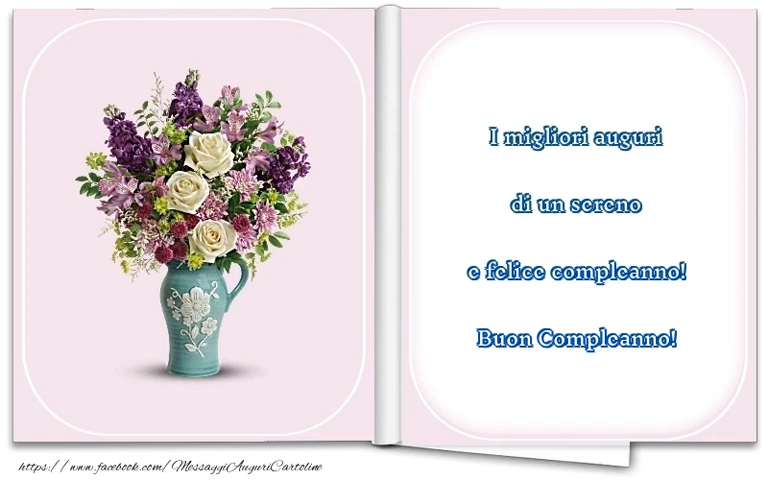 I migliori auguri
di un sereno
e felice compleanno!
Buon Compleanno!
https://www.facebook.com/MessaggiAuguriCartoline